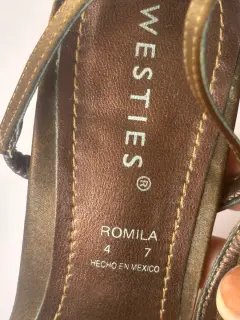 WESTIES®
ROMILA
4 7
HECHO EN MEXICO